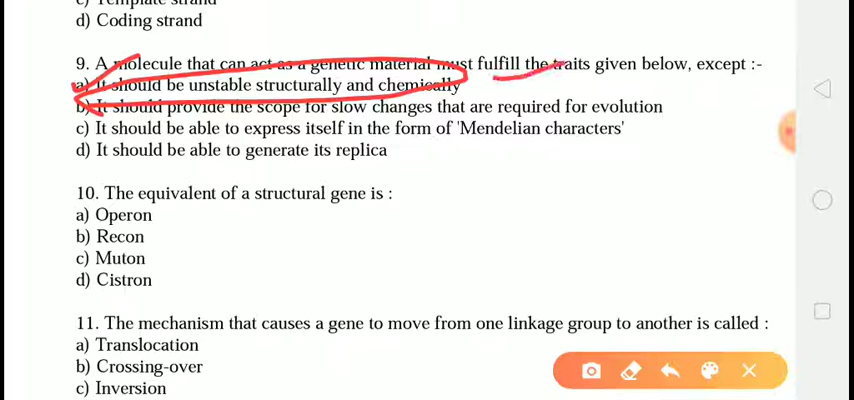 c) Template strand
d) Coding strand
9. A molecule that can act as a genetic material must fulfill the traits given below, except :-
a) It should be unstable structurally and chemically
b) It should provide the scope for slow changes that are required for evolution
c) It should be able to express itself in the form of 'Mendelian characters'
d) It should be able to generate its replica
10. The equivalent of a structural gene is :
a) Operon
b) Recon
c) Muton
d) Cistron
11. The mechanism that causes a gene to move from one linkage group to another is called :
a) Translocation
b) Crossing-over
c) Inversion